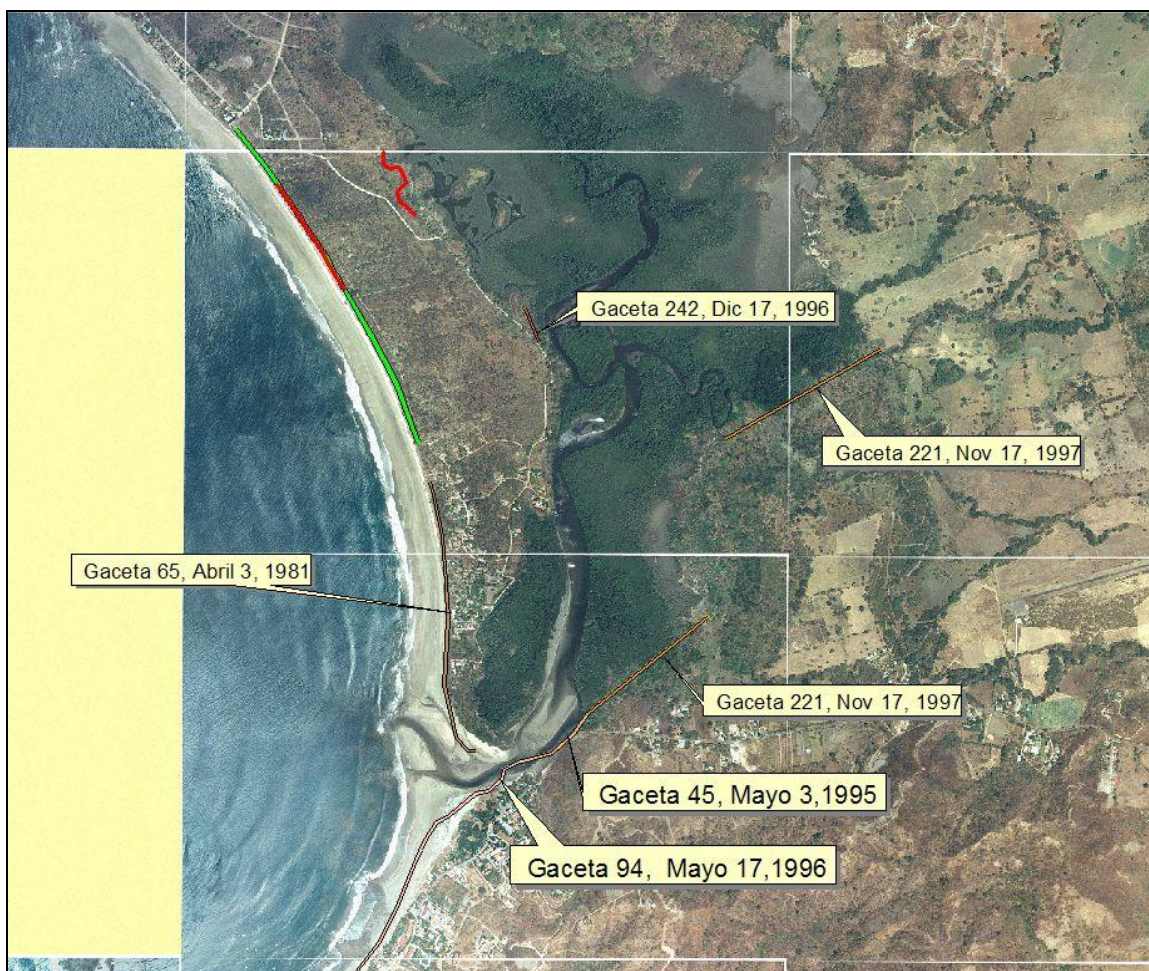 Gaceta 242, Dic 17, 1996
Gaceta 221, Nov 17, 1997
Gaceta 65, Abril 3, 1981
Gaceta 221, Nov 17, 1997
Gaceta 45, Mayo 3,1995
Gaceta 94, Mayo 17,1996